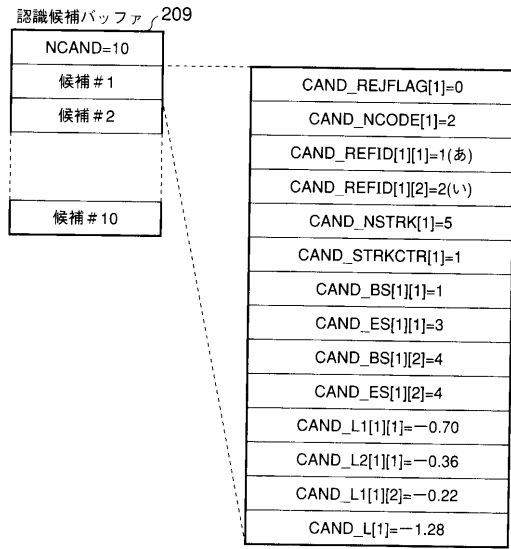 認識候補バッファ 209
NCAND=10
候補#1
候補#2
候補#10
CAND_REJFLAG[1]=0
CAND_NCODE[1]=2
CAND_REFID[1][1]=1(あ)
CAND_REFID[1][2]=2(い)
CAND_NSTRK[1]=5
CAND_STRKCTR[1]=1
CAND_BS[1][1]=1
CAND_ES[1][1]=3
CAND_BS[1][2]=4
CAND_ES[1][2]=4
CAND_L1[1][1]=−0.70
CAND_L2[1][1]=−0.36
CAND_L1[1][2]=−0.22
CAND_L[1]=−1.28